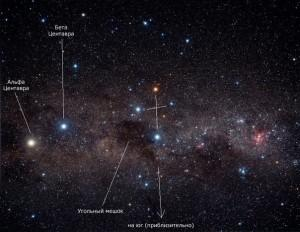 Бета
Центавра
Альфа
Центавра
Угольный мешок
на юг (приблизительно)